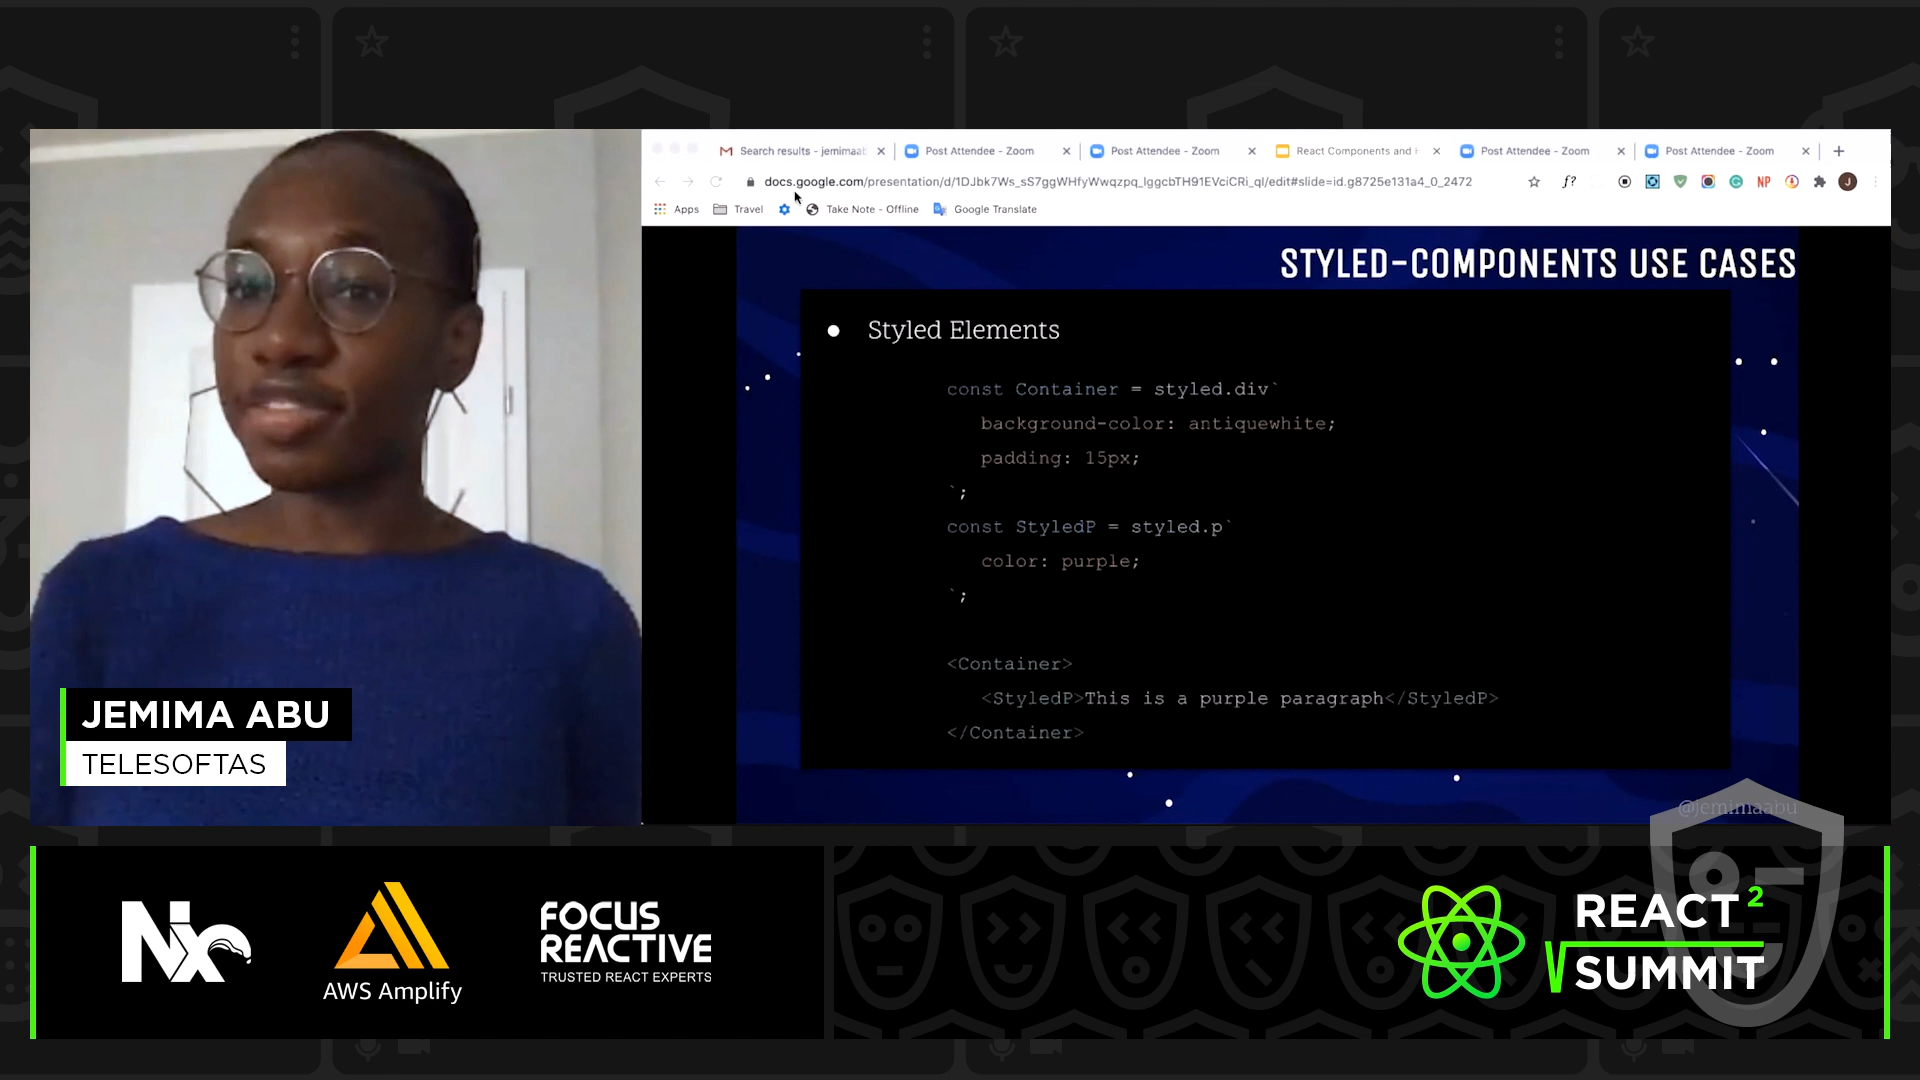 Search results - jemimaab
Post Attendee - Zoom
Post Attendee - Zoom
React Components and H
Post Attendee - Zoom
Post Attendee - Zoom
docs.google.com/presentation/d/1DJbk7Ws_sS7ggWHfyWwqzpq_IggcbTH91EVciCRi_qI/edit#slide=id.g8725e131a4_0_2472
f?
NP
J
Apps
Travel
Take Note - Offline
Google Translate
STYLED-COMPONENTS USE CASES
● Styled Elements
const Container = styled.div`
background-color: antiquewhite;
padding: 15px;
`;
const StyledP = styled.p`
color: purple;
`;
<Container>
<StyledP>This is a purple paragraph</StyledP>
</Container>
@jemimaabu
JEMIMA ABU
TELESOFTAS
Nx
AWS Amplify
FOCUS
REACTIVE
TRUSTED REACT EXPERTS
REACT 2
SUMMIT